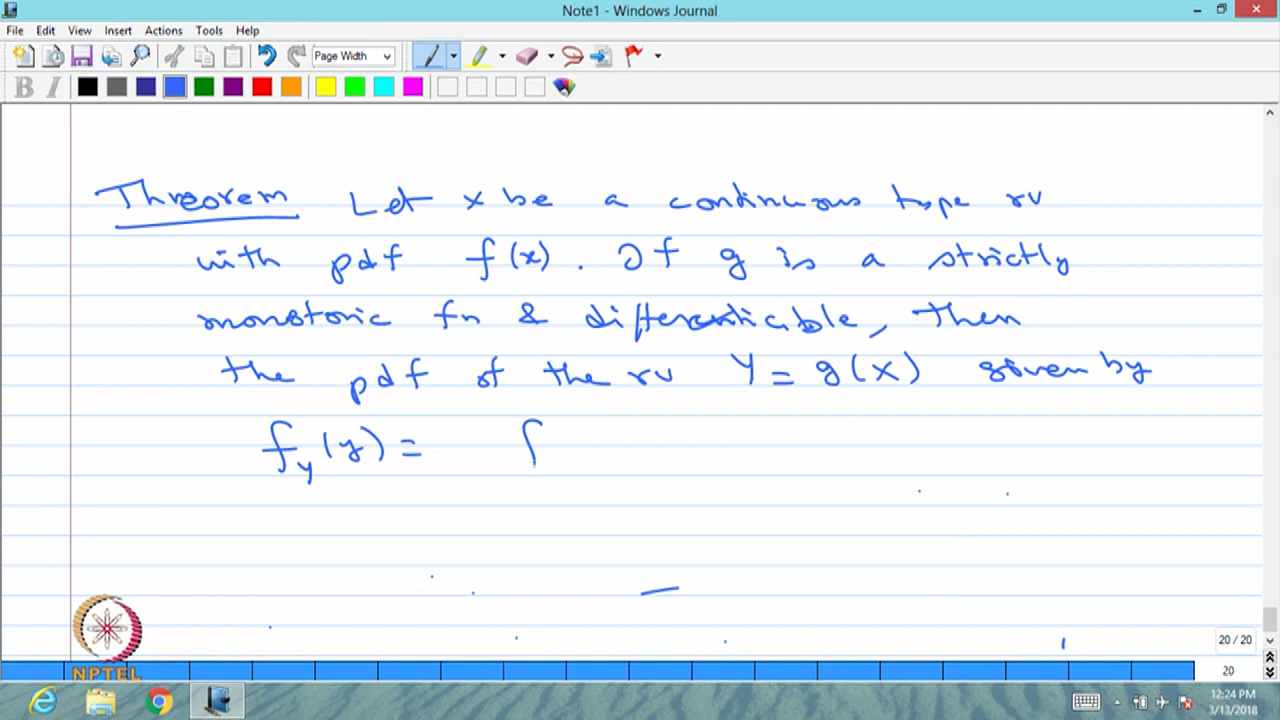 Note1 - Windows Journal
File Edit View Insert Actions Tools Help
Page Width
B I
Threorem Let x be a continuous type rv
with pdf f(x). If g is a strictly
monotonic fn & differentiable, then
the pdf of the rv Y = g(X) given by
f_Y(y) =
20 / 20
20
NPTEL
12:24 PM
3/13/2018